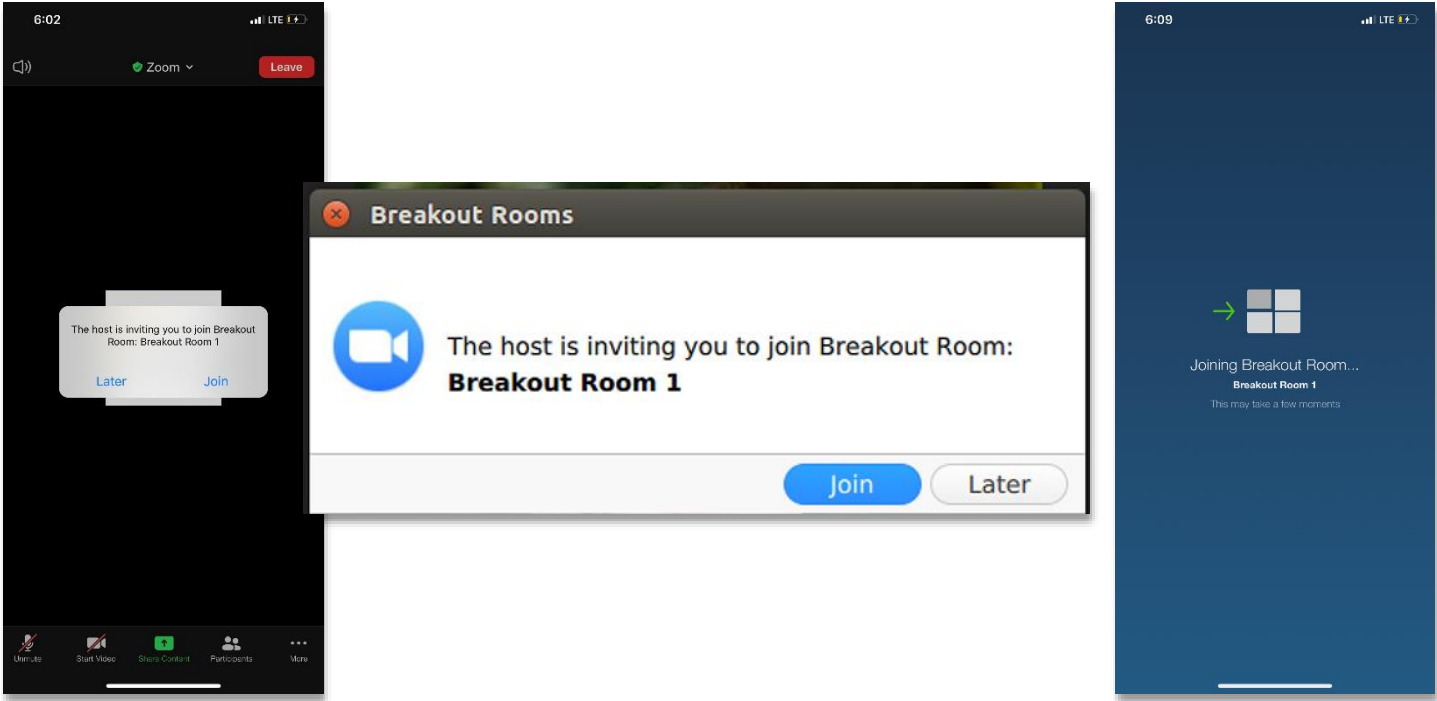 6:02
LTE
Zoom
Leave
The host is inviting you to join Breakout
Room: Breakout Room 1
Later
Join
Unmute
Start Video
Share Content
Participants
More
Breakout Rooms
The host is inviting you to join Breakout Room:
Breakout Room 1
Join
Later
6:09
LTE
Joining Breakout Room...
Breakout Room 1
This may take a few moments